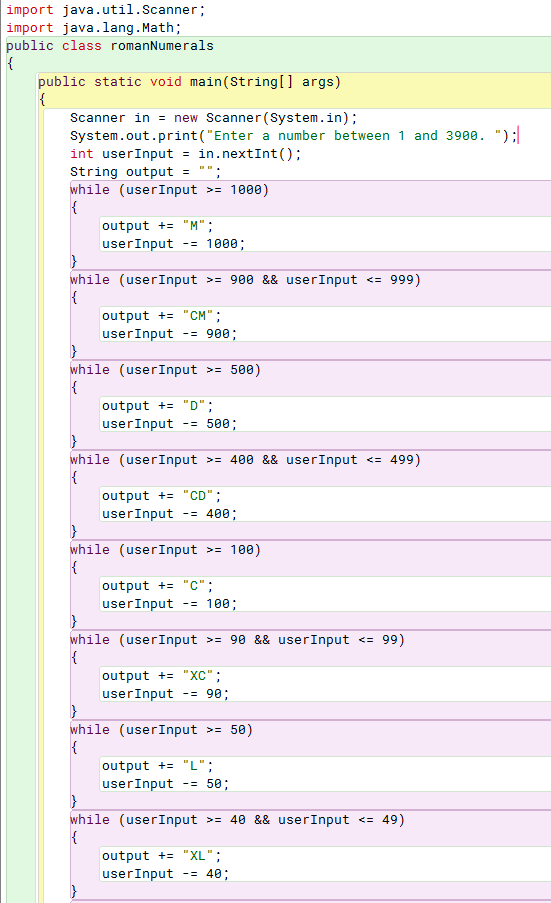 import java.util.Scanner;
import java.lang.Math;
public class romanNumerals
{
    public static void main(String[] args)
    {
        Scanner in = new Scanner(System.in);
        System.out.print("Enter a number between 1 and 3900. ");
        int userInput = in.nextInt();
        String output = "";
        while (userInput >= 1000)
        {
            output += "M";
            userInput -= 1000;
        }
        while (userInput >= 900 && userInput <= 999)
        {
            output += "CM";
            userInput -= 900;
        }
        while (userInput >= 500)
        {
            output += "D";
            userInput -= 500;
        }
        while (userInput >= 400 && userInput <= 499)
        {
            output += "CD";
            userInput -= 400;
        }
        while (userInput >= 100)
        {
            output += "C";
            userInput -= 100;
        }
        while (userInput >= 90 && userInput <= 99)
        {
            output += "XC";
            userInput -= 90;
        }
        while (userInput >= 50)
        {
            output += "L";
            userInput -= 50;
        }
        while (userInput >= 40 && userInput <= 49)
        {
            output += "XL";
            userInput -= 40;
        }